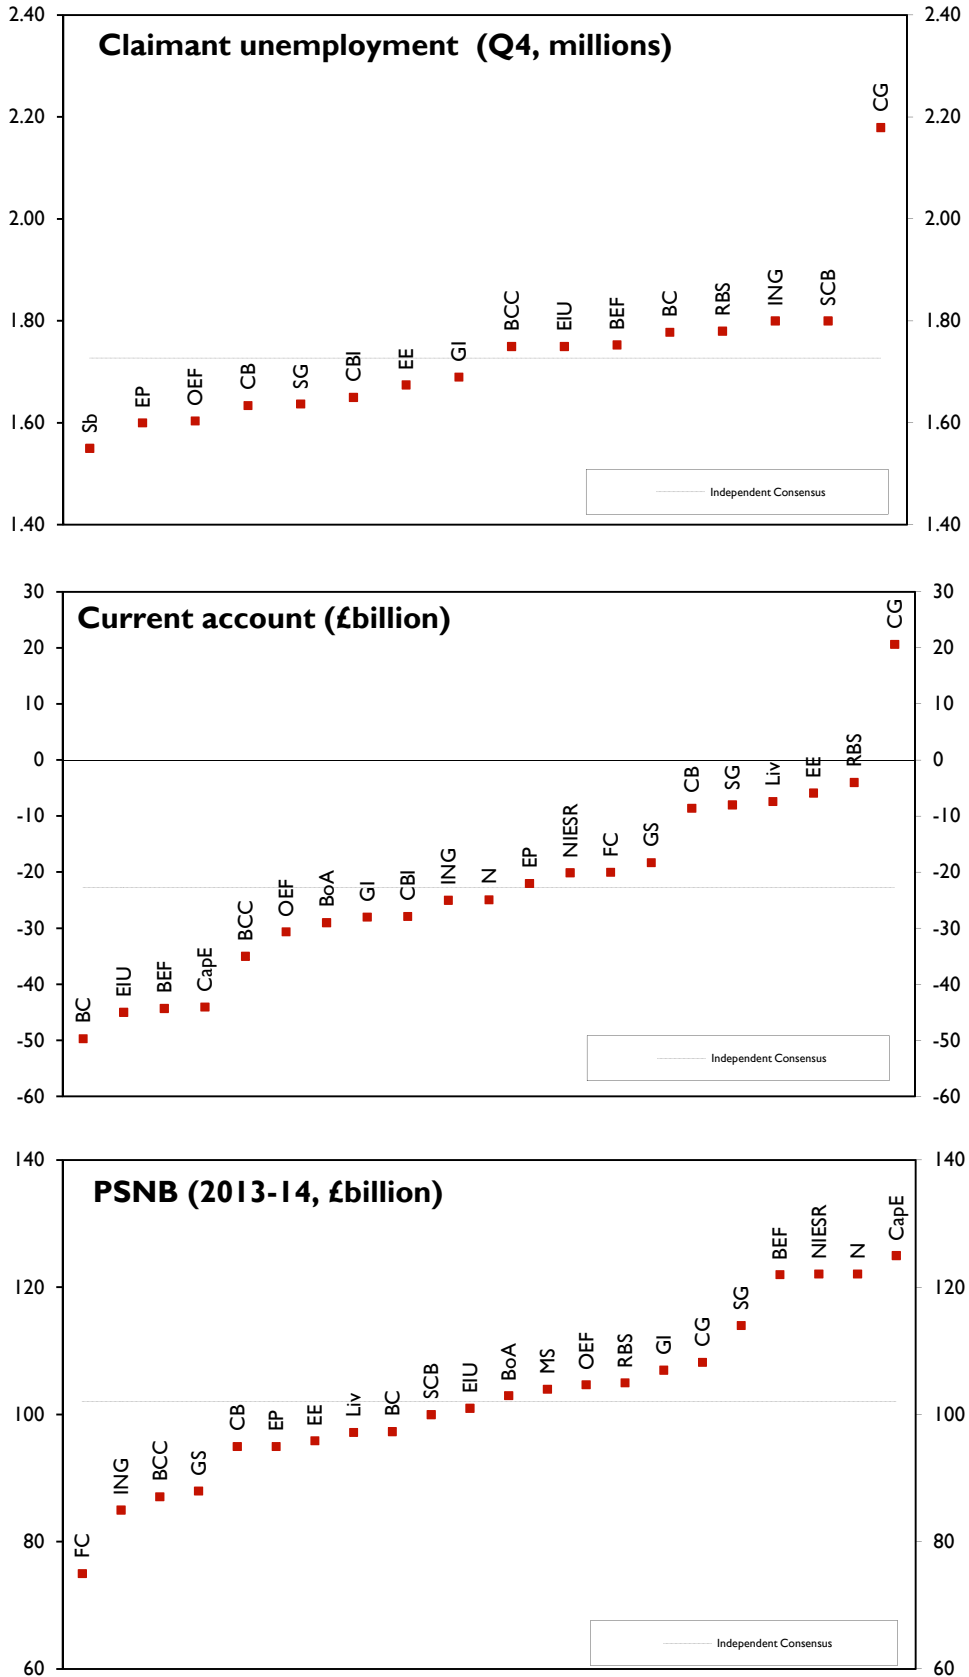 Claimant unemployment (Q4, millions)
2.40 2.40
2.20 2.20
2.00 2.00
1.80 1.80
1.60 1.60
1.40 1.40
Sb EP OEF CB SG CBI EE GI BCC EIU BEF BC RBS ING SCB CG
Independent Consensus
Current account (£billion)
30 30
20 20
10 10
0 0
-10 -10
-20 -20
-30 -30
-40 -40
-50 -50
-60 -60
BC EIU BEF CapE BCC OEF BoA GI CBI ING N EP NIESR FC GS CB SG Liv EE RBS CG
Independent Consensus
PSNB (2013-14, £billion)
140 140
120 120
100 100
80 80
60 60
FC ING BCC GS CB EP EE Liv BC SCB EIU BoA MS OEF RBS GI CG SG BEF NIESR N CapE
Independent Consensus